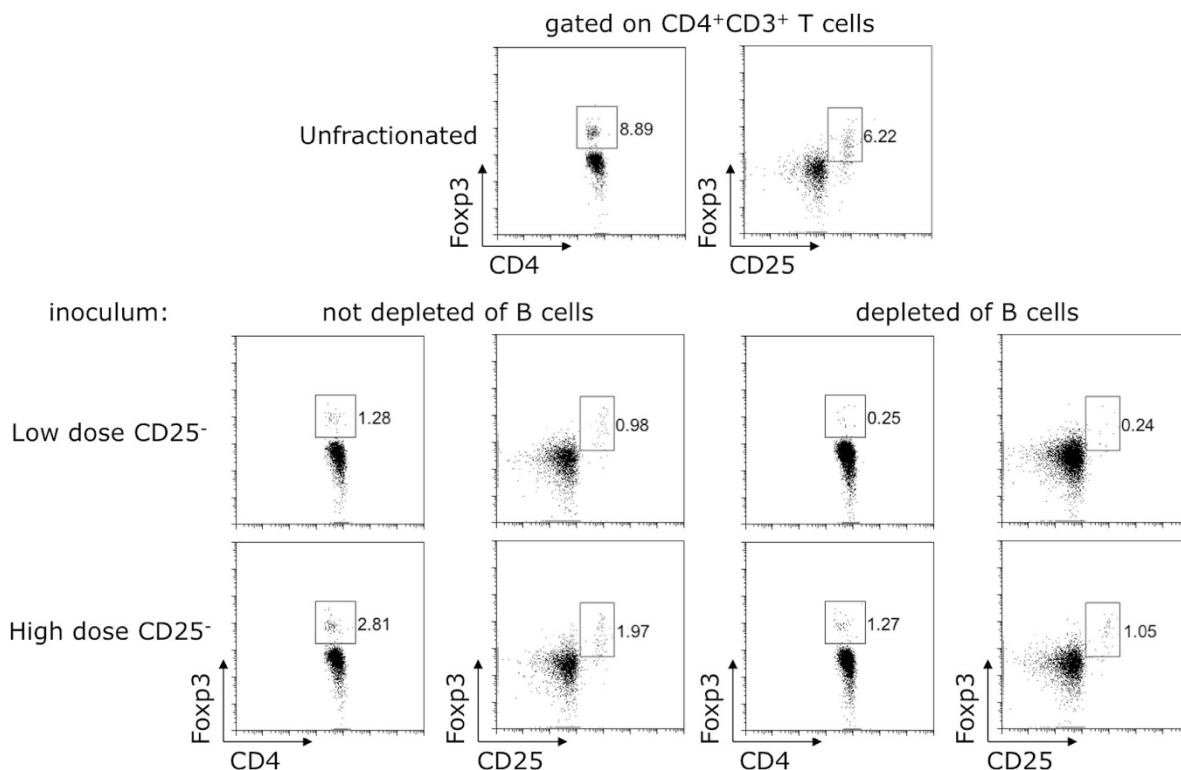 gated on CD4⁺CD3⁺ T cells
Unfractionated
8.89
6.22
Foxp3
Foxp3
CD4
CD25
inoculum:
not depleted of B cells
depleted of B cells
Low dose CD25⁻
1.28
0.98
0.25
0.24
High dose CD25⁻
2.81
1.97
1.27
1.05
Foxp3
Foxp3
Foxp3
Foxp3
CD4
CD25
CD4
CD25